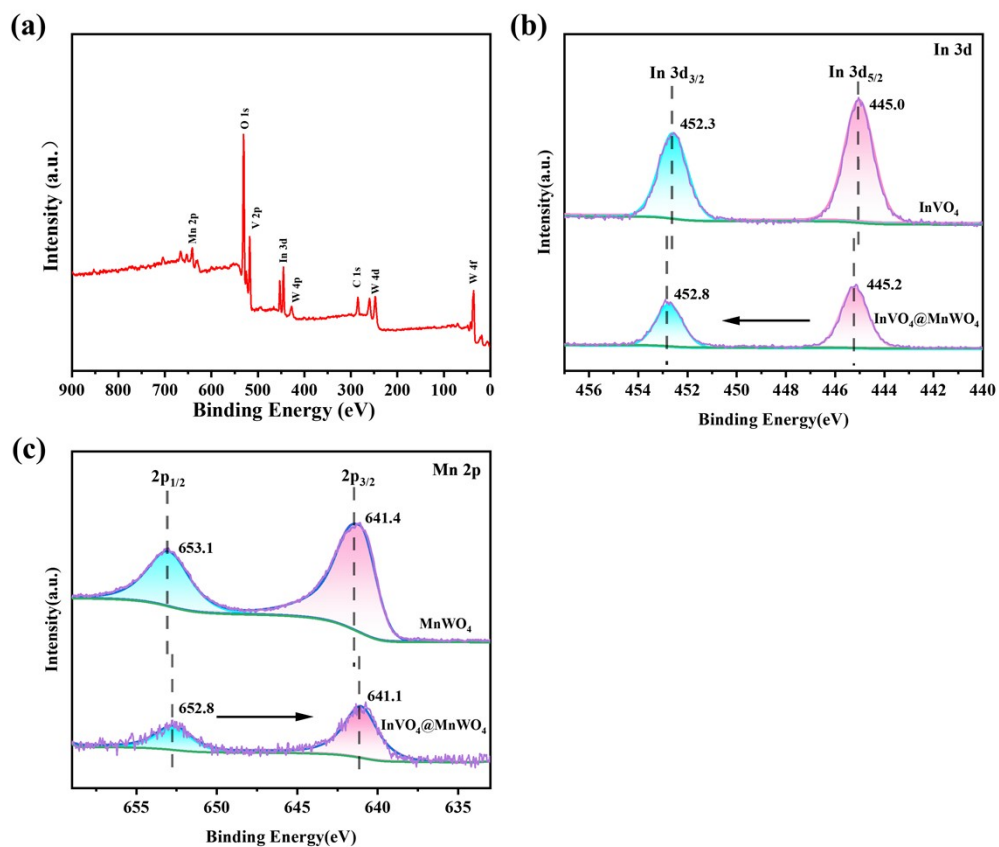 (a)
Intensity (a.u.)
Mn 2p
O 1s
V 2p
In 3d
W 4p
C 1s
W 4d
W 4f
900 800 700 600 500 400 300 200 100 0
Binding Energy (eV)
(b)
In 3d
Intensity(a.u.)
In 3d3/2
In 3d5/2
452.3
445.0
InVO4
452.8
445.2
InVO4@MnWO4
456 454 452 450 448 446 444 442 440
Binding Energy(eV)
(c)
Mn 2p
Intensity(a.u.)
2p1/2
2p3/2
653.1
641.4
MnWO4
652.8
641.1
InVO4@MnWO4
655 650 645 640 635
Binding Energy(eV)